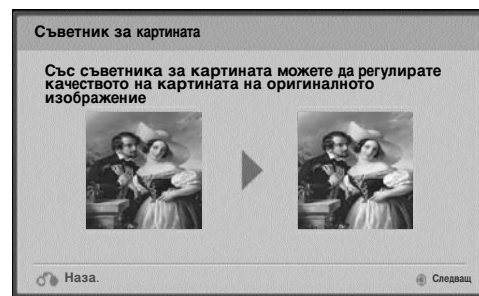 Съветник за картината
Със съветника за картината можете да регулирате
качеството на картината на оригиналното
изображение
Наза.
Следващ